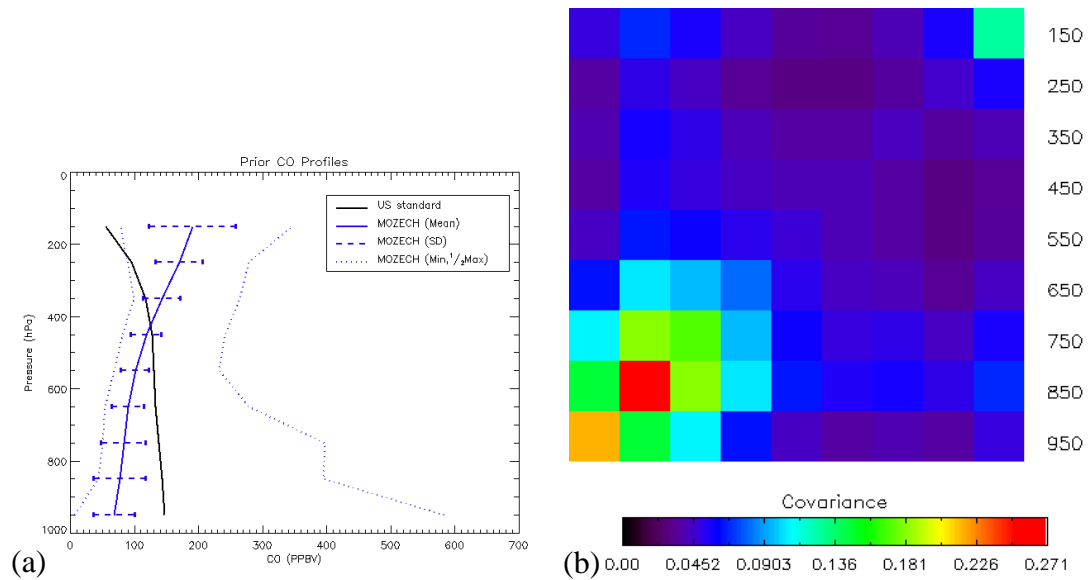 Prior CO Profiles
US standard
MOZECH (Mean)
MOZECH (SD)
MOZECH (Min,1/2Max)
0
200
400
600
800
1000
Pressure (hPa)
0 100 200 300 400 500 600 700
CO (PPBV)
(a)
150
250
350
450
550
650
750
850
950
Covariance
0.00 0.0452 0.0903 0.136 0.181 0.226 0.271
(b)